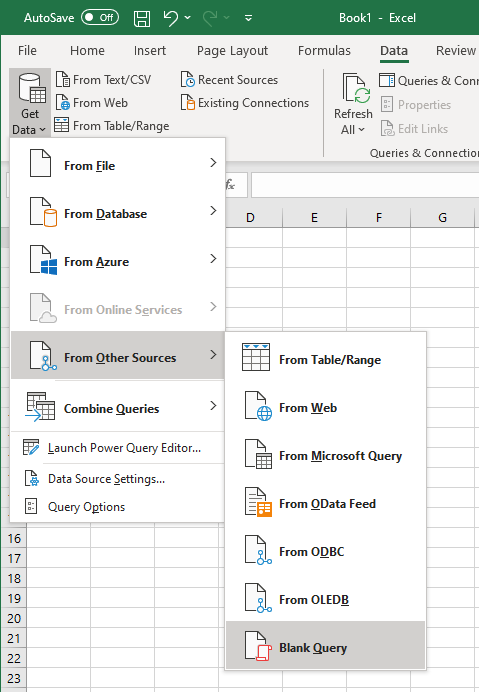 AutoSave Off Book1 - Excel
File Home Insert Page Layout Formulas Data Review
Get Data
From Text/CSV
From Web
From Table/Range
Recent Sources
Existing Connections
Refresh All
Queries & Conn
Properties
Edit Links
Queries & Connection
From File
From Database
From Azure
From Online Services
From Other Sources
Combine Queries
Launch Power Query Editor...
Data Source Settings...
Query Options
fx
D E F G
From Table/Range
From Web
From Microsoft Query
From OData Feed
From ODBC
From OLEDB
Blank Query
16
17
18
19
20
21
22
23